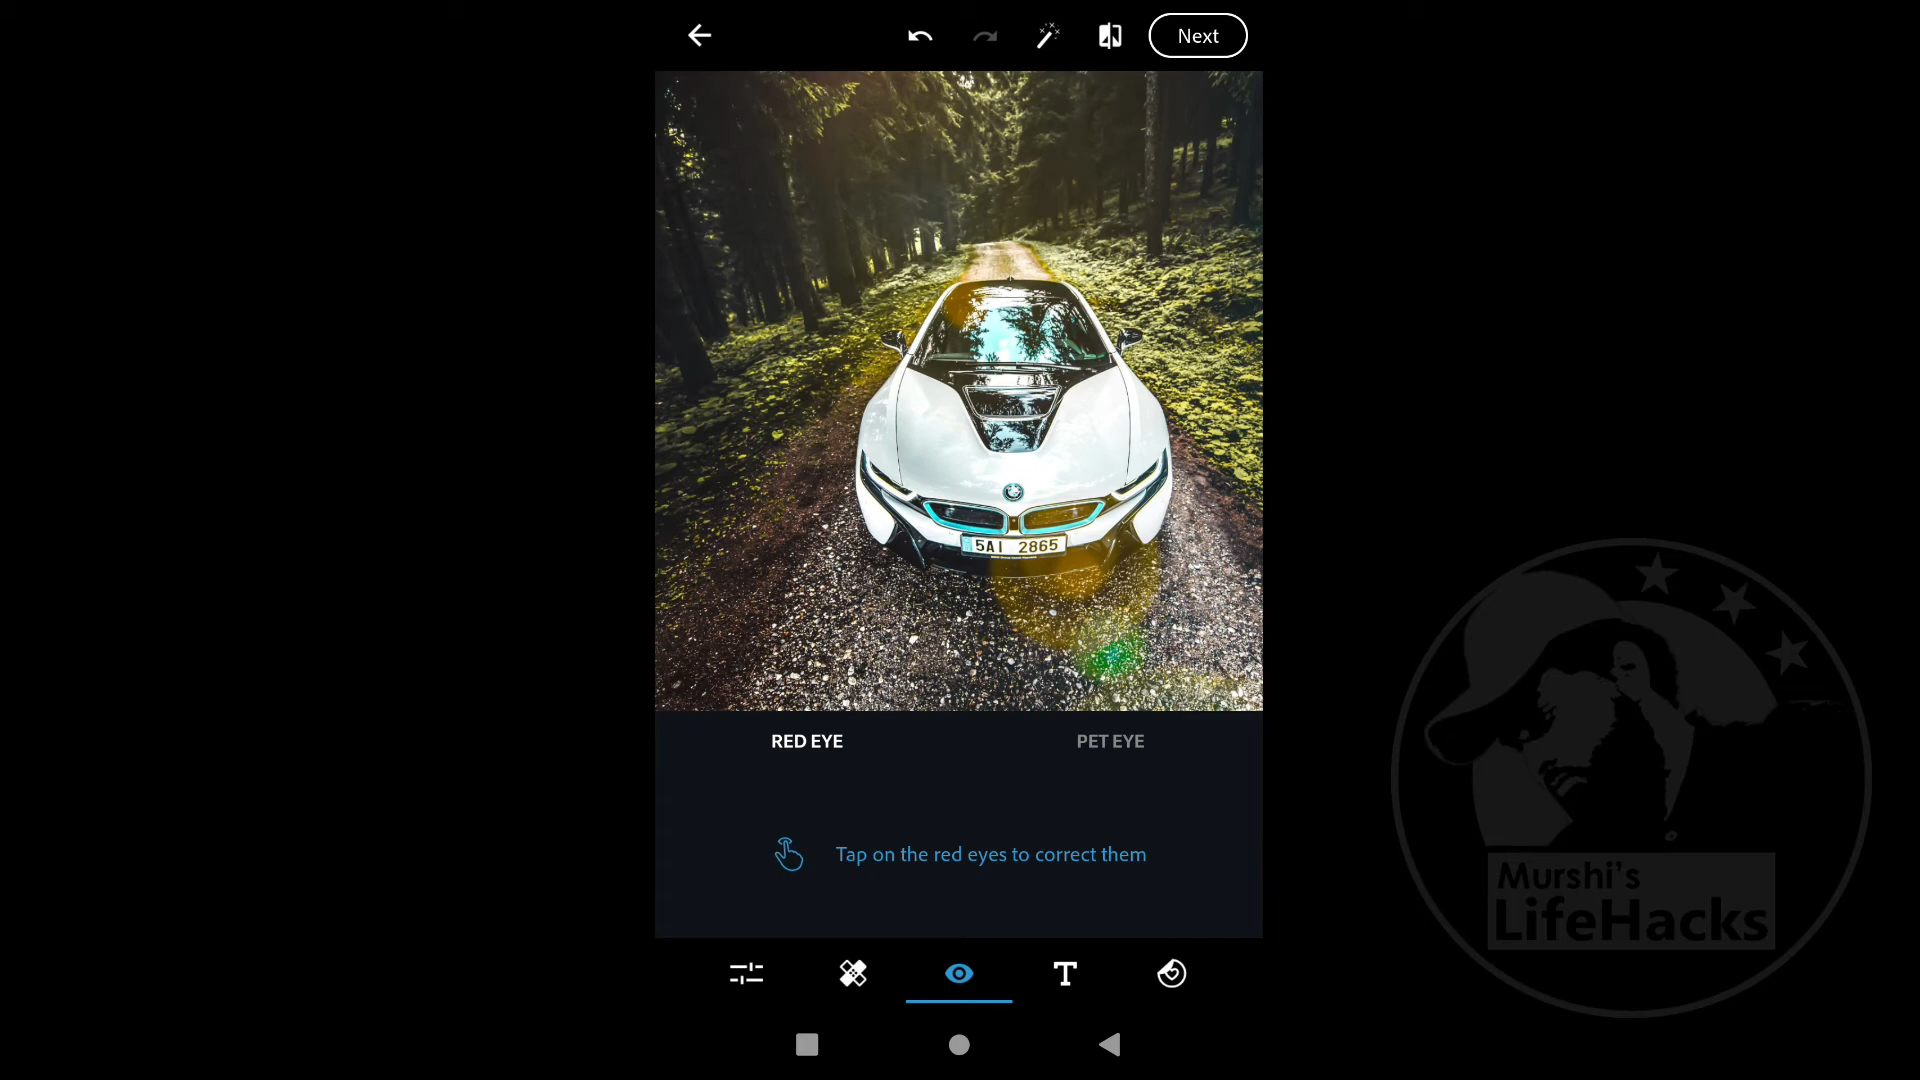 Next
5AI 2865
RED EYE
PET EYE
Tap on the red eyes to correct them
T
Murshi's
LifeHacks